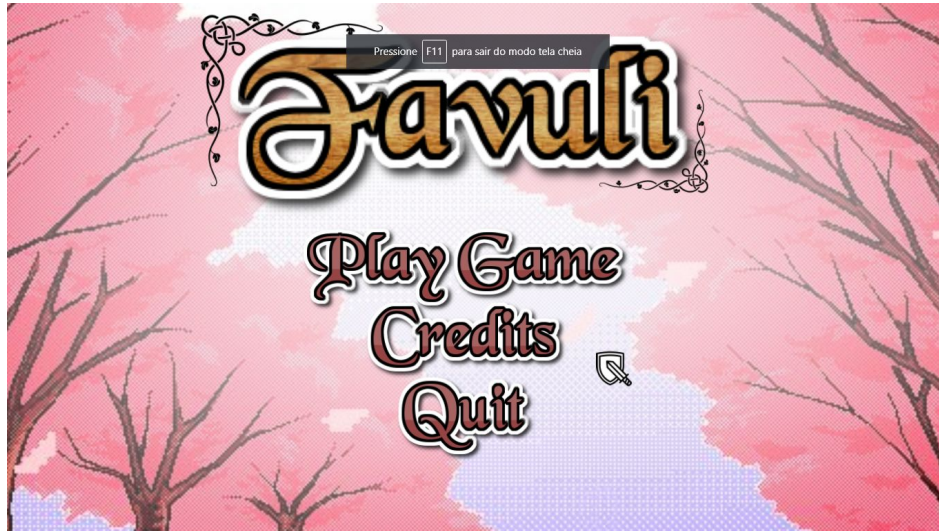 Pressione F11 para sair do modo tela cheia
Favuli
Play Game
Credits
Quit